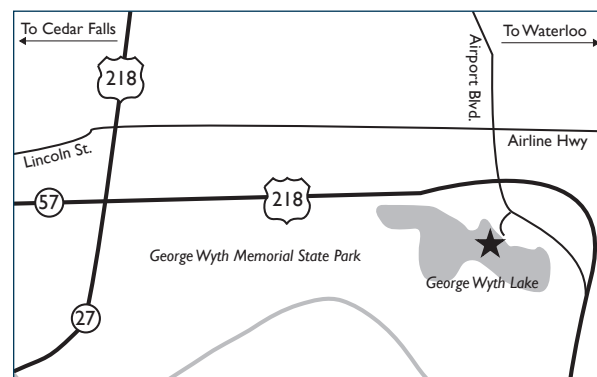 To Cedar Falls
To Waterloo
218
Airport Blvd.
Lincoln St.
Airline Hwy
57
218
George Wyth Memorial State Park
George Wyth Lake
27